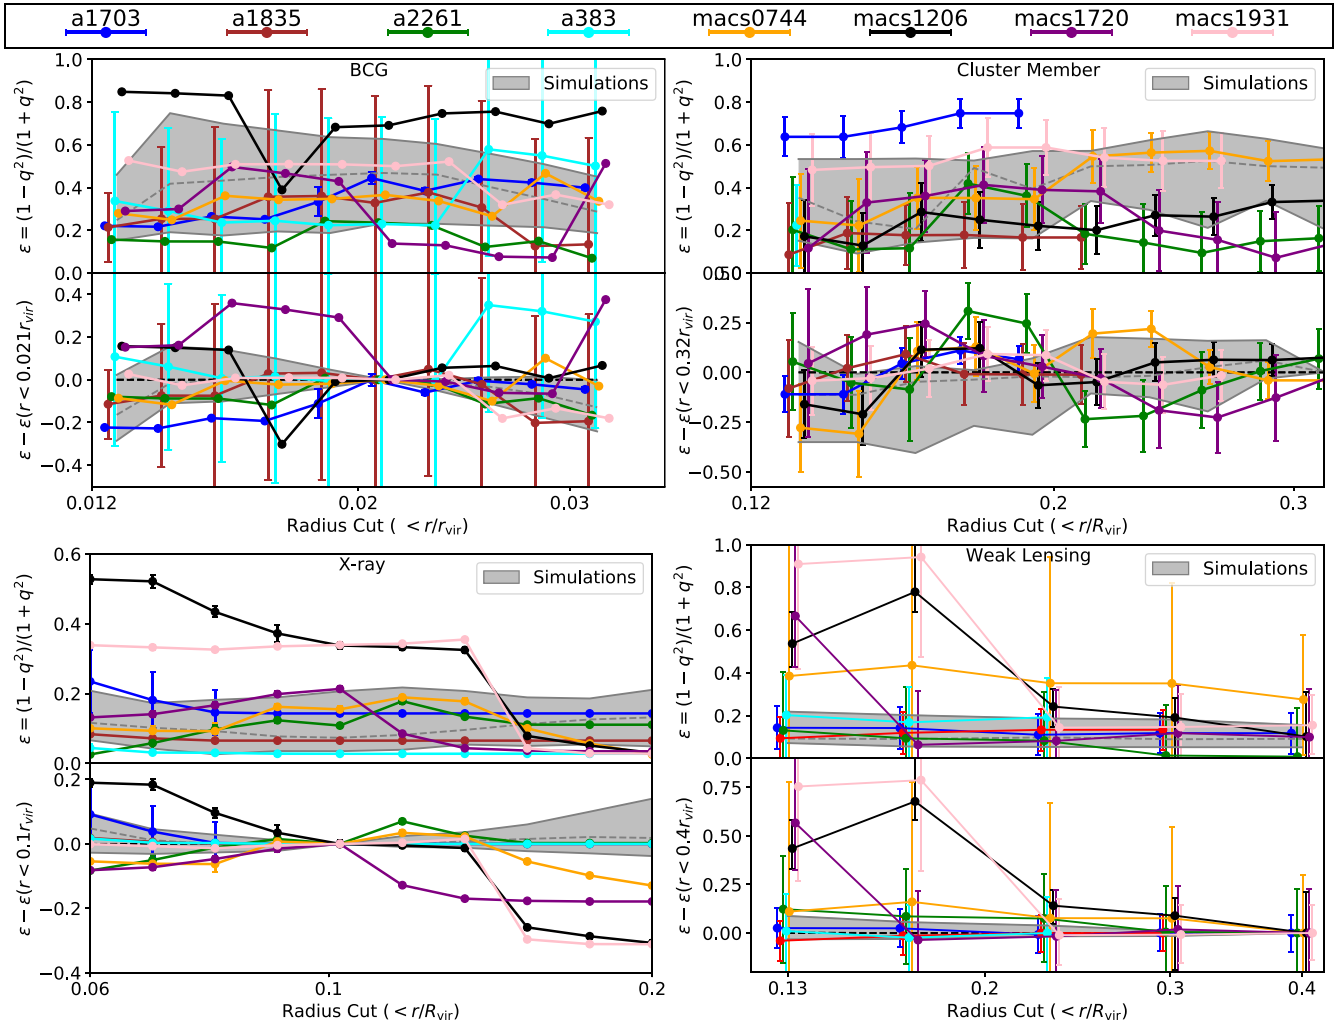 a1703 a1835 a2261 a383 macs0744 macs1206 macs1720 macs1931
BCG
Simulations
ε = (1 − q²)/(1 + q²)
1.0
0.8
0.6
0.4
0.2
0.0
ε − ε(r < 0.021r_vir)
0.4
0.2
0.0
−0.2
−0.4
0.012 0.02 0.03
Radius Cut ( < r/r_vir)
Cluster Member
Simulations
ε = (1 − q²)/(1 + q²)
1.0
0.8
0.6
0.4
0.2
0.0
ε − ε(r < 0.32r_vir)
0.50
0.25
0.00
−0.25
−0.50
0.12 0.2 0.3
Radius Cut (< r/R_vir)
X-ray
Simulations
ε = (1 − q²)/(1 + q²)
0.6
0.4
0.2
0.0
ε − ε(r < 0.1r_vir)
0.2
0.0
−0.2
−0.4
0.06 0.1 0.2
Radius Cut (< r/R_vir)
Weak Lensing
Simulations
ε = (1 − q²)/(1 + q²)
1.0
0.8
0.6
0.4
0.2
0.0
ε − ε(r < 0.4r_vir)
0.75
0.50
0.25
0.00
0.13 0.2 0.3 0.4
Radius Cut (< r/R_vir)